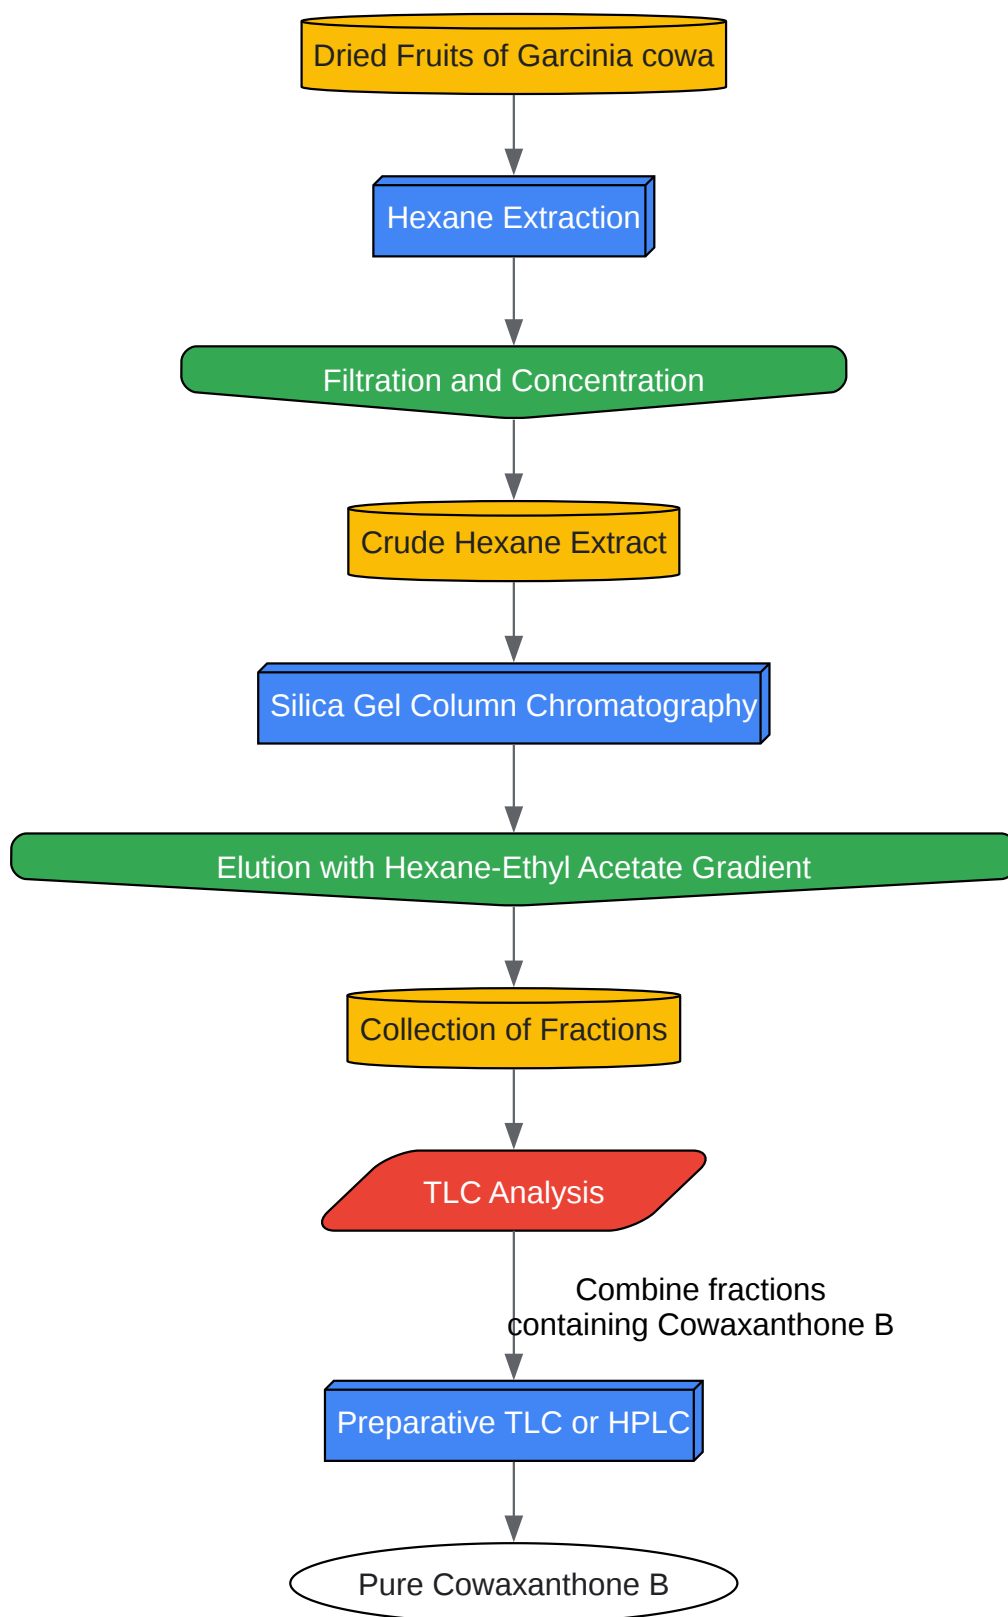 Dried Fruits of Garcinia cowa
Hexane Extraction
Filtration and Concentration
Crude Hexane Extract
Silica Gel Column Chromatography
Elution with Hexane-Ethyl Acetate Gradient
Collection of Fractions
TLC Analysis
Combine fractions
containing Cowaxanthone B
Preparative TLC or HPLC
Pure Cowaxanthone B